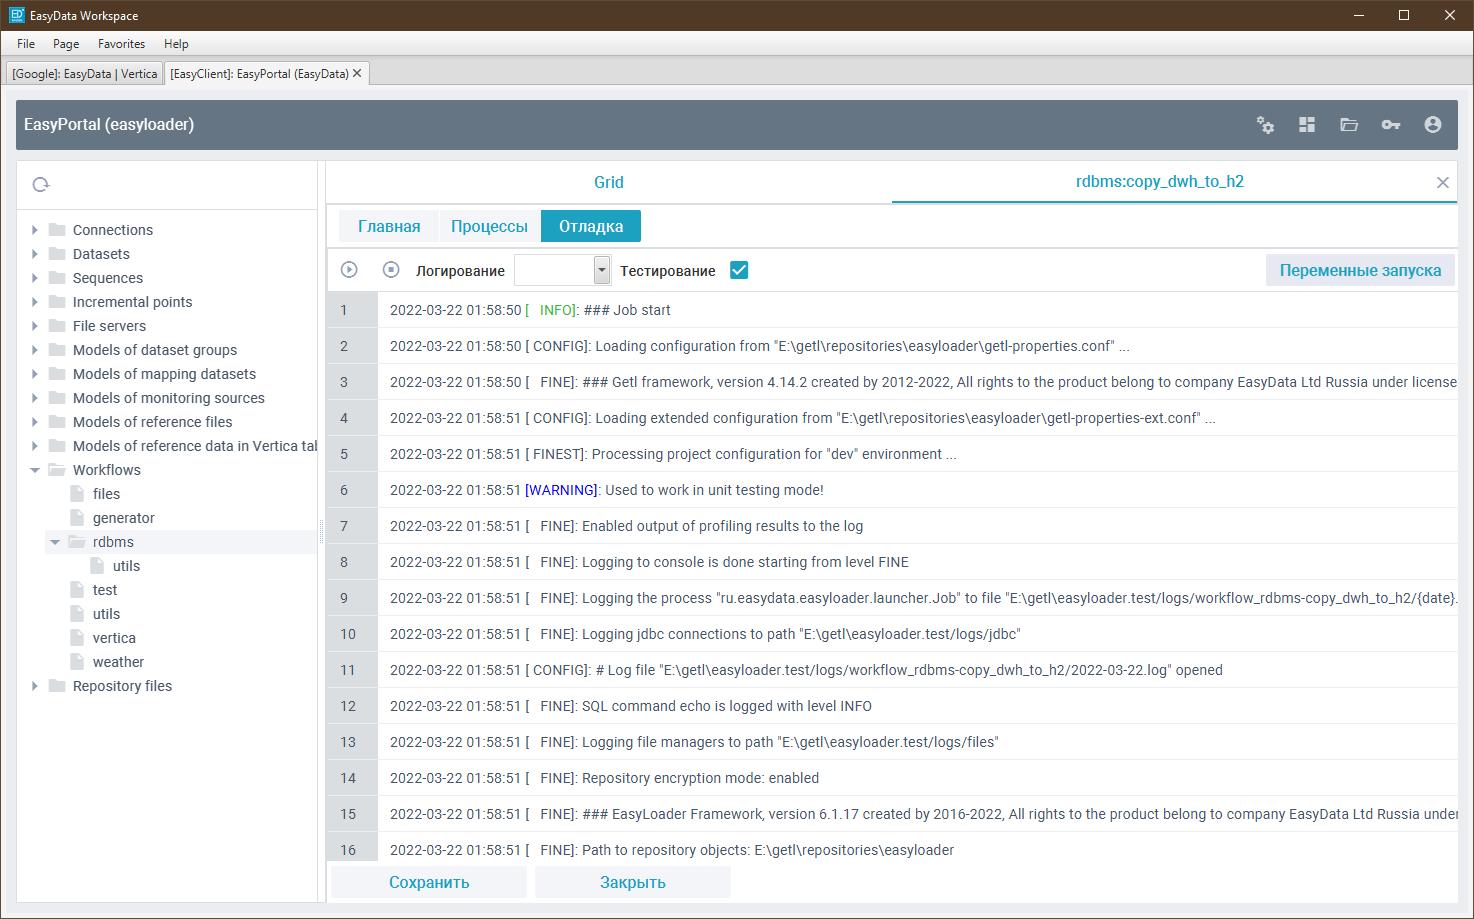 EasyData Workspace
File Page Favorites Help
[Google]: EasyData | Vertica [EasyClient]: EasyPortal (EasyData)
EasyPortal (easyloader)
Connections
Datasets
Sequences
Incremental points
File servers
Models of dataset groups
Models of mapping datasets
Models of monitoring sources
Models of reference files
Models of reference data in Vertica tal
Workflows
files
generator
rdbms
utils
test
utils
vertica
weather
Repository files
Grid rdbms:copy_dwh_to_h2
Главная Процессы Отладка
Логирование Тестирование Переменные запуска
1 2022-03-22 01:58:50 [ INFO]: ### Job start
2 2022-03-22 01:58:50 [ CONFIG]: Loading configuration from "E:\getl\repositories\easyloader\getl-properties.conf" ...
3 2022-03-22 01:58:50 [ FINE]: ### Getl framework, version 4.14.2 created by 2012-2022, All rights to the product belong to company EasyData Ltd Russia under license
4 2022-03-22 01:58:51 [ CONFIG]: Loading extended configuration from "E:\getl\repositories\easyloader\getl-properties-ext.conf" ...
5 2022-03-22 01:58:51 [ FINEST]: Processing project configuration for "dev" environment ...
6 2022-03-22 01:58:51 [WARNING]: Used to work in unit testing mode!
7 2022-03-22 01:58:51 [ FINE]: Enabled output of profiling results to the log
8 2022-03-22 01:58:51 [ FINE]: Logging to console is done starting from level FINE
9 2022-03-22 01:58:51 [ FINE]: Logging the process "ru.easydata.easyloader.launcher.Job" to file "E:\getl\easyloader.test/logs/workflow_rdbms-copy_dwh_to_h2/{date}.
10 2022-03-22 01:58:51 [ FINE]: Logging jdbc connections to path "E:\getl\easyloader.test/logs/jdbc"
11 2022-03-22 01:58:51 [ CONFIG]: # Log file "E:\getl\easyloader.test/logs/workflow_rdbms-copy_dwh_to_h2/2022-03-22.log" opened
12 2022-03-22 01:58:51 [ FINE]: SQL command echo is logged with level INFO
13 2022-03-22 01:58:51 [ FINE]: Logging file managers to path "E:\getl\easyloader.test/logs/files"
14 2022-03-22 01:58:51 [ FINE]: Repository encryption mode: enabled
15 2022-03-22 01:58:51 [ FINE]: ### EasyLoader Framework, version 6.1.17 created by 2016-2022, All rights to the product belong to company EasyData Ltd Russia under
16 2022-03-22 01:58:51 [ FINE]: Path to repository objects: E:\getl\repositories\easyloader
Сохранить Закрыть